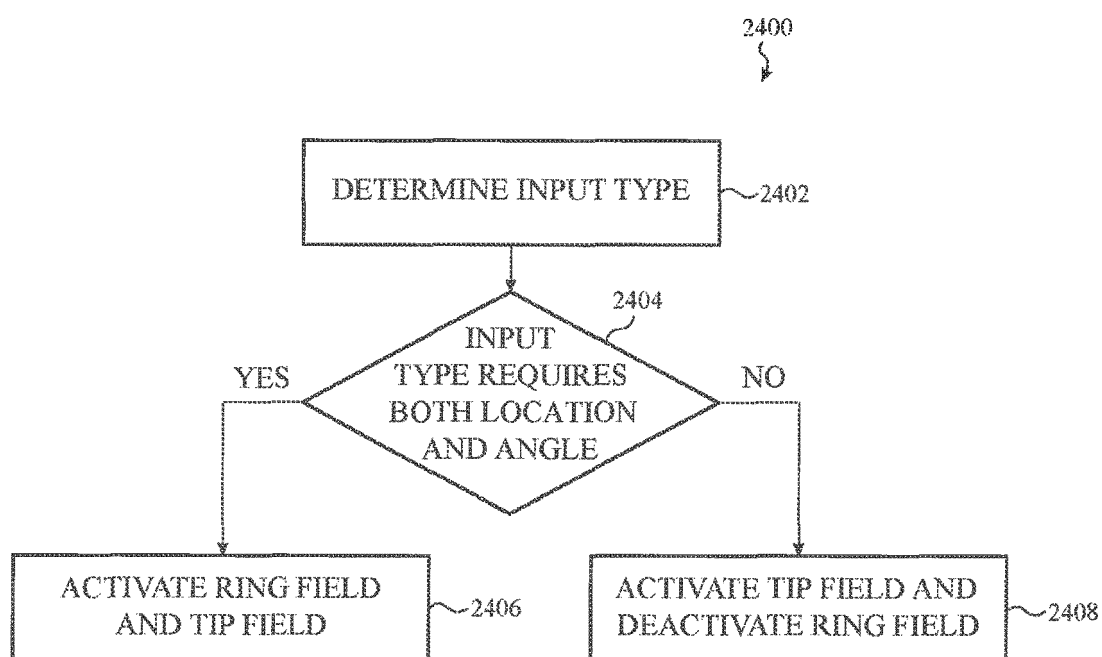 2400
DETERMINE INPUT TYPE
2402
2404
INPUT
TYPE REQUIRES
BOTH LOCATION
AND ANGLE
YES
NO
ACTIVATE RING FIELD
AND TIP FIELD
2406
ACTIVATE TIP FIELD AND
DEACTIVATE RING FIELD
2408